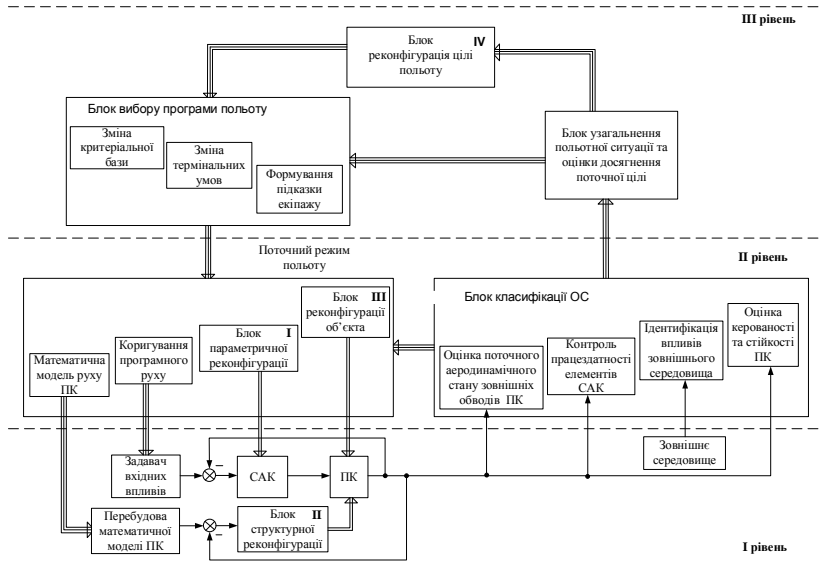 III рівень
Блок IV
реконфігурація цілі
польоту
Блок вибору програми польоту
Зміна
критеріальної
бази
Зміна
термінальних
умов
Формування
підказки
екіпажу
Блок узагальнення
польотної ситуації та
оцінки досягнення
поточної цілі
Поточний режим
польоту
II рівень
Математична
модель руху
ПК
Коригування
програмного
руху
Блок I
параметричної
реконфігурації
Блок III
реконфігурації
об’єкта
Блок класифікації ОС
Оцінка поточного
аеродинамічного
стану зовнішніх
обводів ПК
Контроль
працездатності
елементів
САК
Ідентифікація
впливів
зовнішнього
середовища
Оцінка
керованості
та стійкості
ПК
Зовнішнє
середовище
Задавач
вхідних
впливів
САК
ПК
Перебудова
математичної
моделі ПК
Блок II
структурної
реконфігурації
I рівень